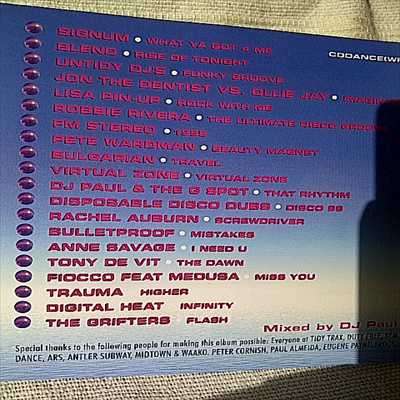 CDDANCE(W
SIGNUM • WHAT YA GOT 4 ME
BLEND • RISE OF TONIGHT
UNTIDY DJ'S • FUNKY GROOVE
JON THE DENTIST VS. OLLIE JAY •
LISA PIN-UP • ROCK WITH ME
ROBBIE RIVERA • THE ULTIMATE DISCO GROOVE
FM STEREO • 1998
PETE WARDMAN • BEAUTY MAGNET
BULGARIAN • TRAVEL
VIRTUAL ZONE • VIRTUAL ZONE
DJ PAUL & THE G SPOT • THAT RHYTHM
DISPOSABLE DISCO DUBS • DISCO 98
RACHEL AUBURN • SCREWDRIVER
BULLETPROOF • MISTAKES
ANNE SAVAGE • I NEED U
TONY DE VIT • THE DAWN
FIOCCO FEAT MEDUSA • MISS YOU
TRAUMA HIGHER
DIGITAL HEAT INFINITY
THE GRIFTERS FLASH
Mixed by DJ Paul
Special thanks to the following people for making this album possible: Everyone at TIDY TRAX,
DANCE, ARS, ANTLER SUBWAY, MIDTOWN & WAAKO. PETER CORNISH, PAUL ALMEIDA, EUGENE